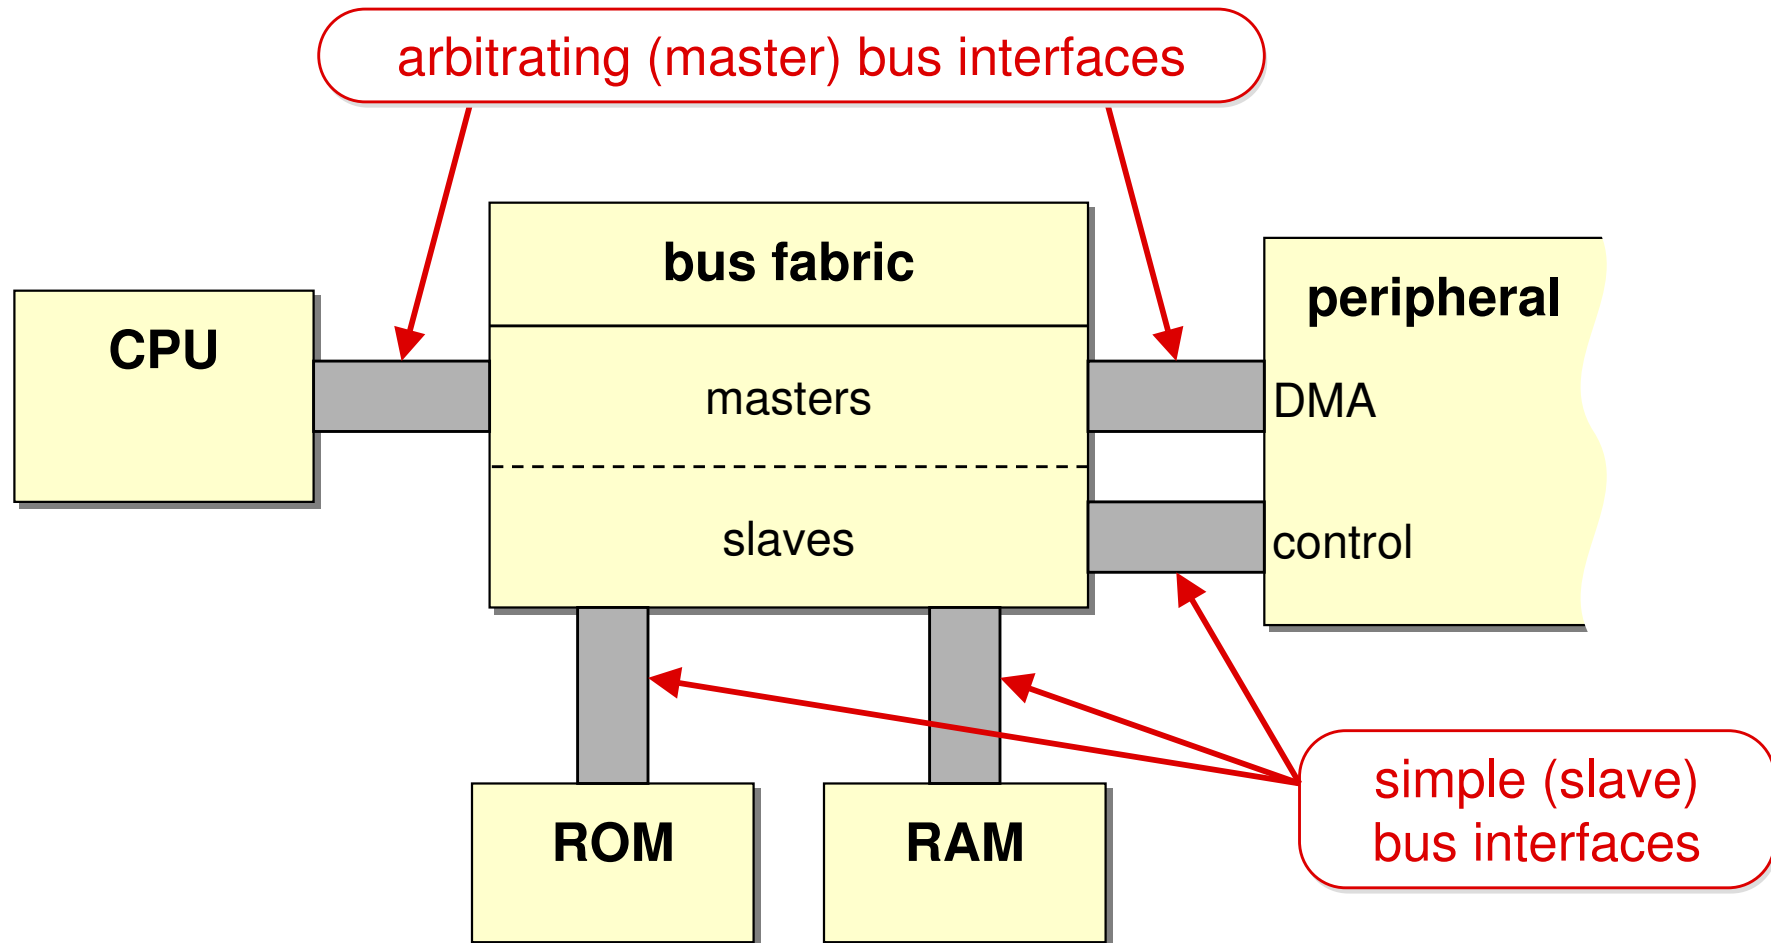 arbitrating (master) bus interfaces
bus fabric
peripheral
CPU
masters
DMA
slaves
control
simple (slave)
bus interfaces
ROM
RAM